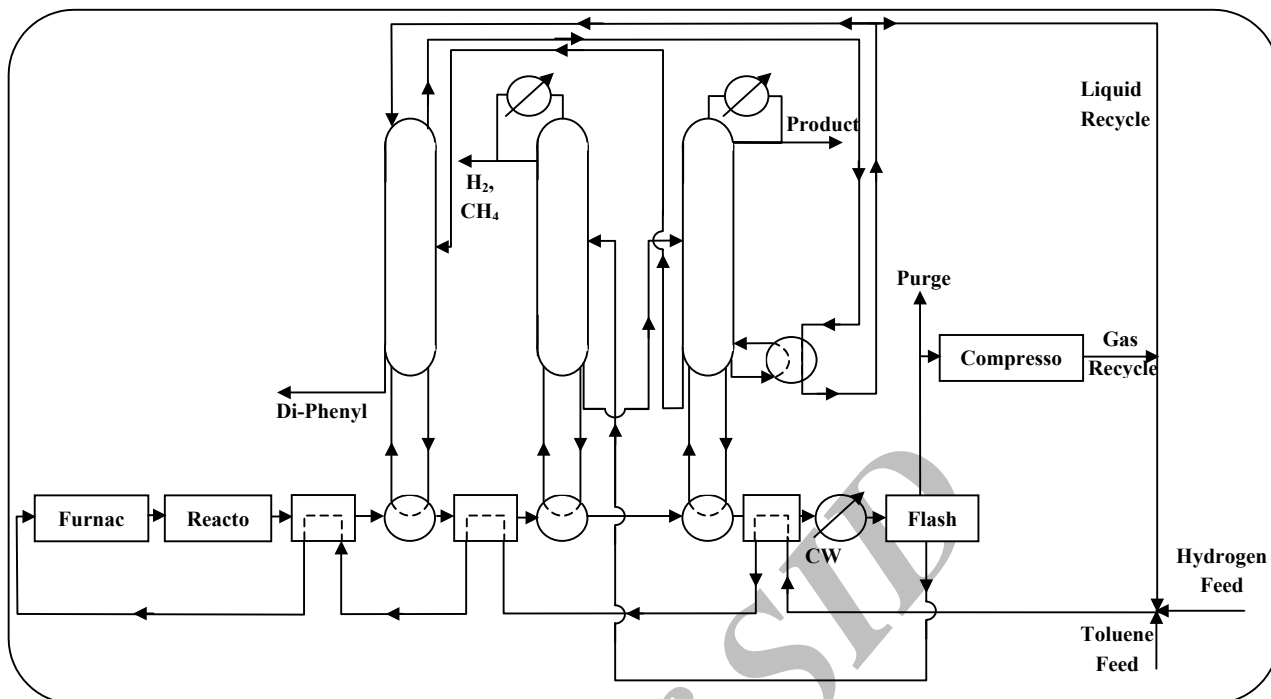 Liquid
Recycle
Product
H₂,
CH₄
Purge
Compresso
Gas
Recycle
Di-Phenyl
Furnac
Reacto
CW
Flash
Hydrogen
Feed
Toluene
Feed
SID